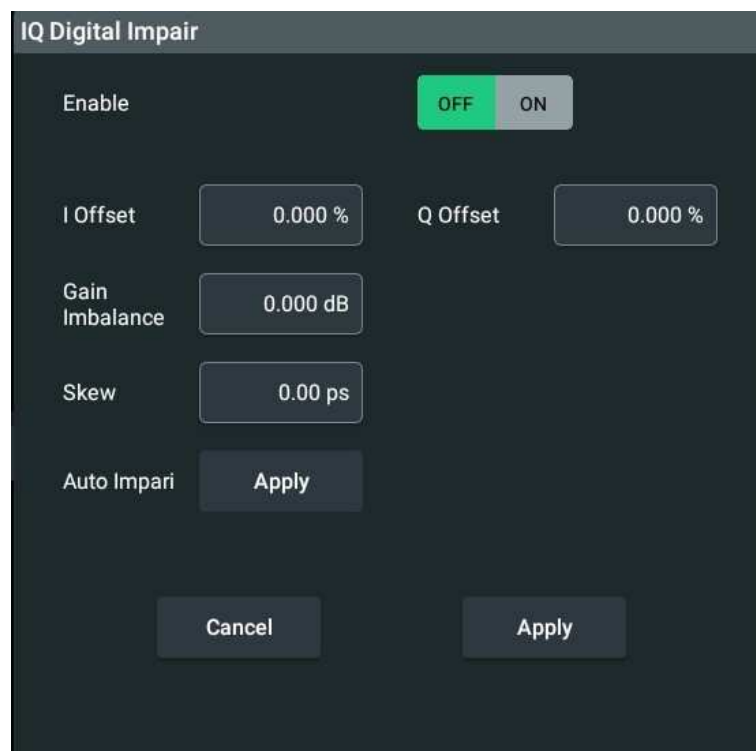 IQ Digital Impair
Enable OFF ON
I Offset 0.000 % Q Offset 0.000 %
Gain
Imbalance 0.000 dB
Skew 0.00 ps
Auto Impari Apply
Cancel Apply